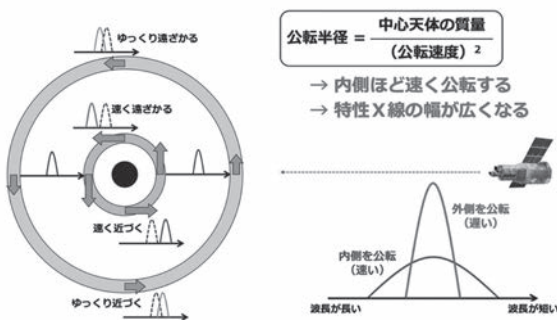 ゆっくり遠ざかる
速く遠ざかる
速く近づく
ゆっくり近づく
公転半径 = 中心天体の質量
(公転速度)2
→ 内側ほど速く公転する
→ 特性X線の幅が広くなる
外側を公転
(遅い)
内側を公転
(速い)
波長が長い
波長が短い